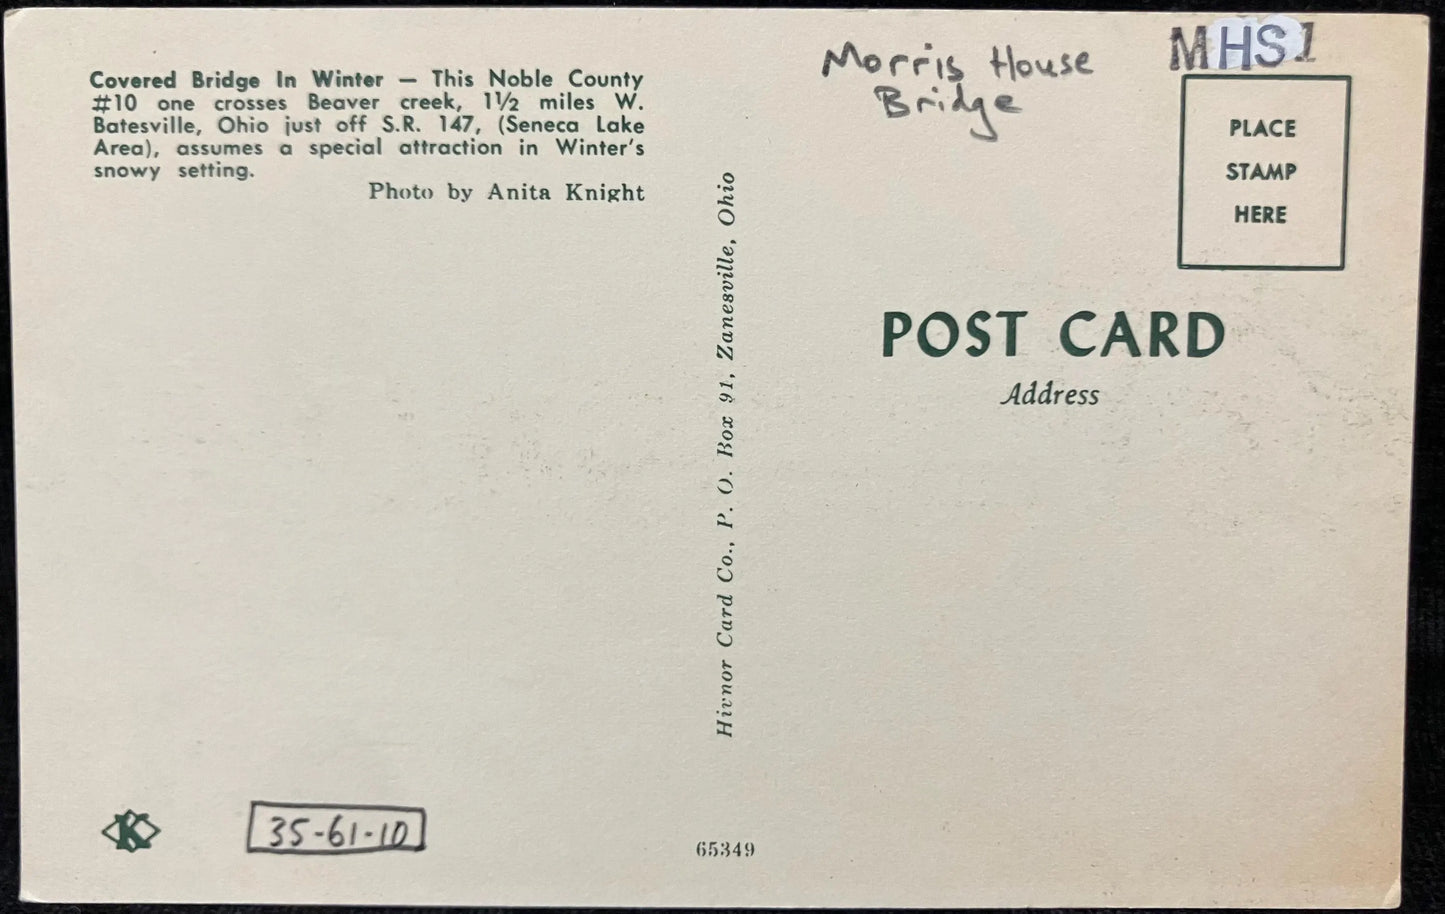 Covered Bridge In Winter — This Noble County
#10 one crosses Beaver creek, 1½ miles W.
Batesville, Ohio just off S.R. 147, (Seneca Lake
Area), assumes a special attraction in Winter's
snowy setting.
Photo by Anita Knight
Hivnor Card Co., P. O. Box 91, Zanesville, Ohio
Morris House
Bridge
MHS1
PLACE
STAMP
HERE
POST CARD
Address
K
35-61-10
65349